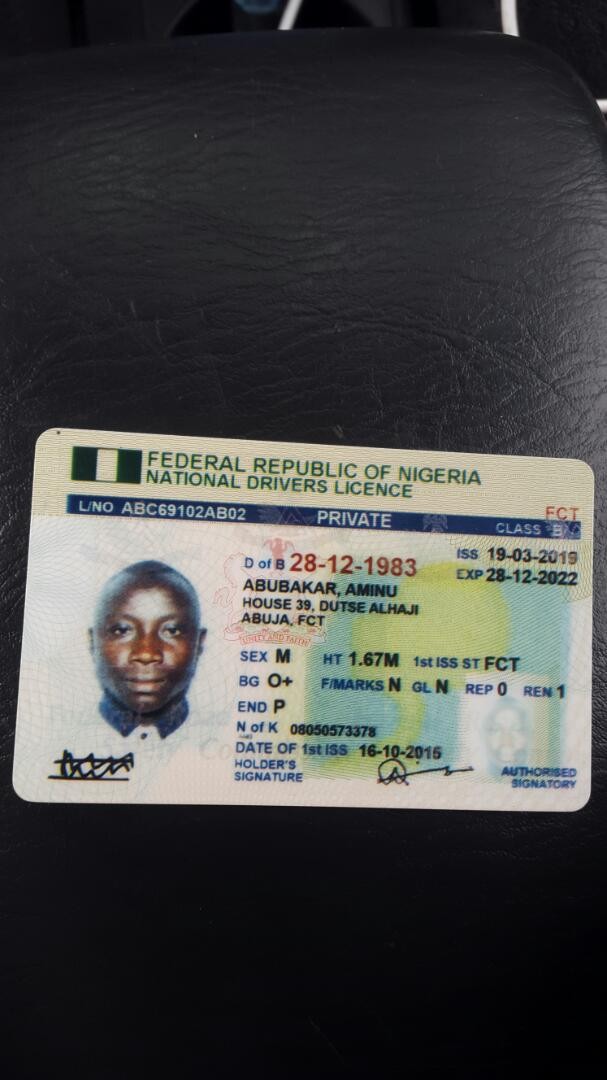 FEDERAL REPUBLIC OF NIGERIA
NATIONAL DRIVERS LICENCE
FCT
L/NO ABC69102AB02 PRIVATE CLASS B
D of B 28-12-1983 ISS 19-03-2019
EXP 28-12-2022
ABUBAKAR, AMINU
HOUSE 39, DUTSE ALHAJI
ABUJA, FCT
UNITY AND FAITH
SEX M HT 1.67M 1st ISS ST FCT
BG O+ F/MARKS N GL N REP 0 REN 1
END P
N of K 08050573378
DATE OF 1st ISS 16-10-2015
HOLDER'S
SIGNATURE
AUTHORISED
SIGNATORY